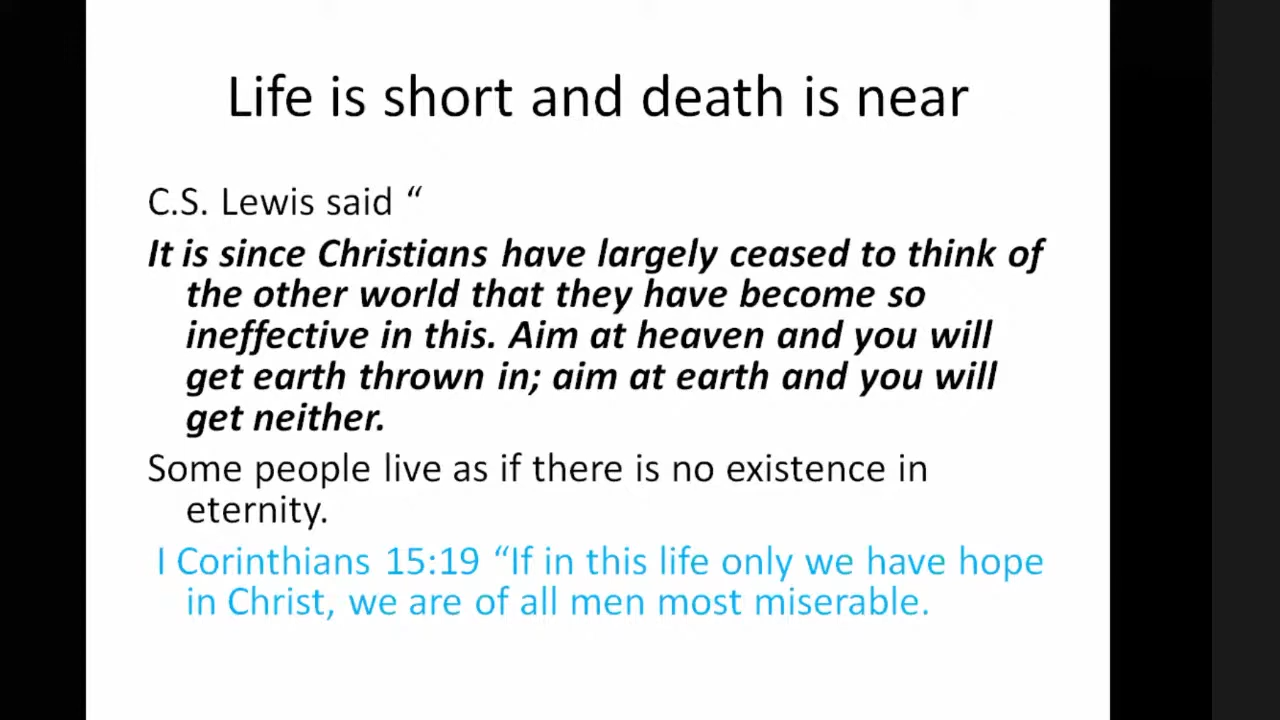 Life is short and death is near
C.S. Lewis said “
It is since Christians have largely ceased to think of
the other world that they have become so
ineffective in this. Aim at heaven and you will
get earth thrown in; aim at earth and you will
get neither.
Some people live as if there is no existence in
eternity.
I Corinthians 15:19 “If in this life only we have hope
in Christ, we are of all men most miserable.